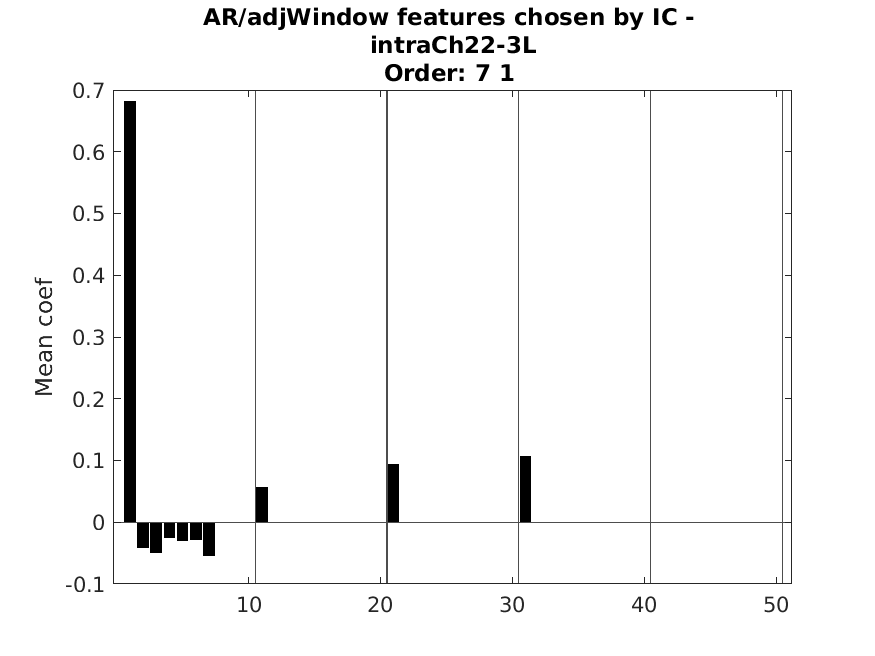 AR/adjWindow features chosen by IC -
intraCh22-3L
Order: 7 1
0.7
0.6
0.5
0.4
0.3
0.2
0.1
0
-0.1
Mean coef
10 20 30 40 50